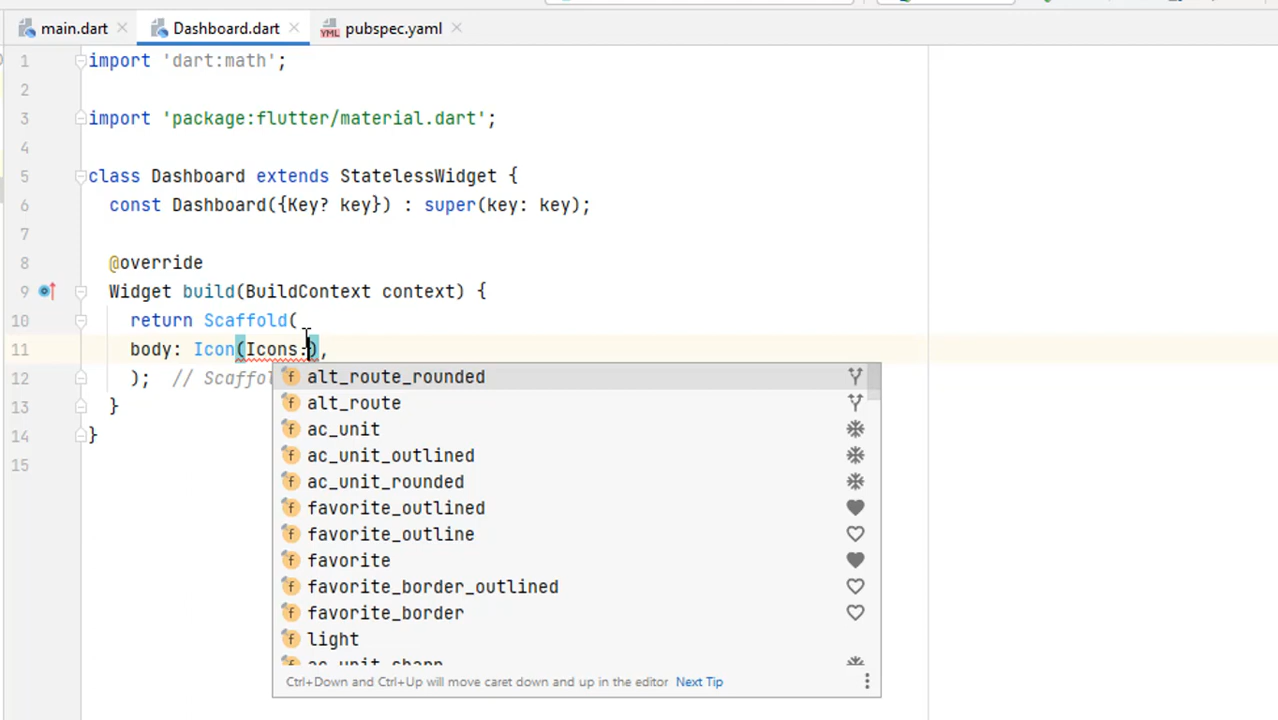 main.dart
Dashboard.dart
YML pubspec.yaml
1 import 'dart:math';
2
3 import 'package:flutter/material.dart';
4
5 class Dashboard extends StatelessWidget {
6 const Dashboard({Key? key}) : super(key: key);
7
8 @override
9 Widget build(BuildContext context) {
10 return Scaffold(
11 body: Icon(Icons.),
12 ); // Scaffol
13 }
14 }
15
f alt_route_rounded
f alt_route
f ac_unit
f ac_unit_outlined
f ac_unit_rounded
f favorite_outlined
f favorite_outline
f favorite
f favorite_border_outlined
f favorite_border
f light
f ac_unit_sharp
Ctrl+Down and Ctrl+Up will move caret down and up in the editor Next Tip